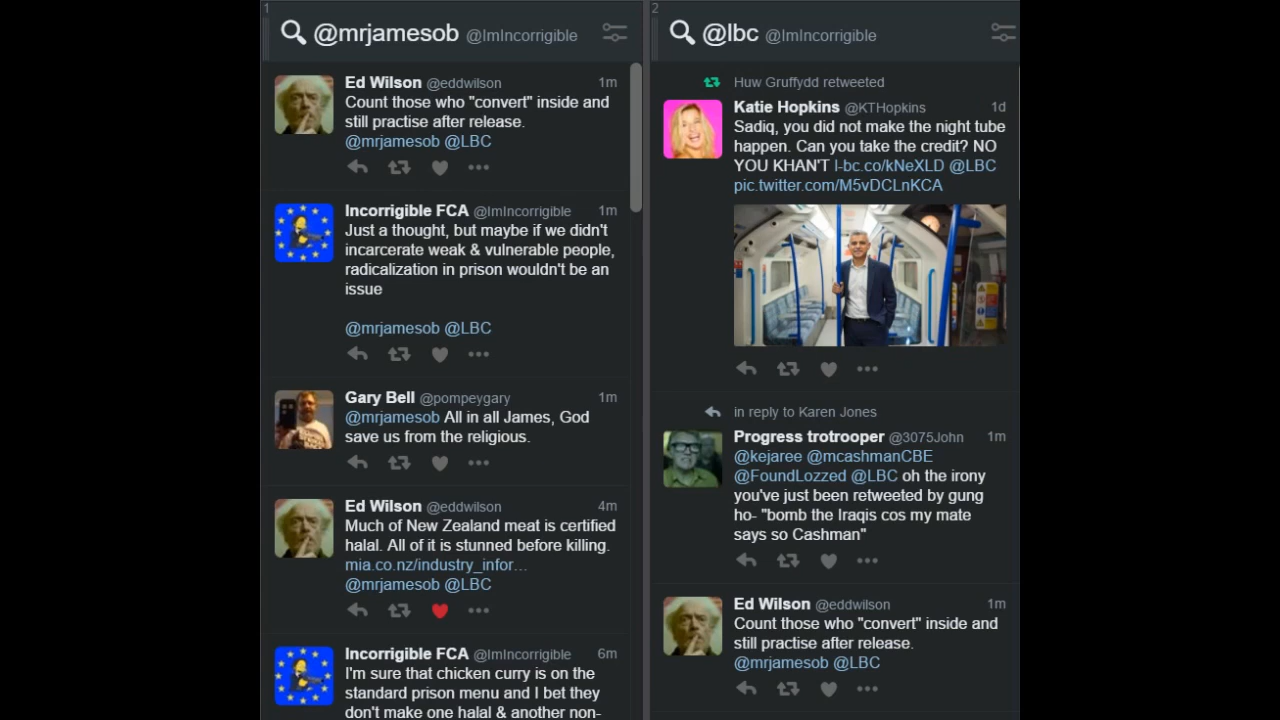 1
@mrjamesob @ImIncorrigible
Ed Wilson @eddwilson 1m
Count those who "convert" inside and
still practise after release.
@mrjamesob @LBC
Incorrigible FCA @ImIncorrigible 1m
Just a thought, but maybe if we didn't
incarcerate weak & vulnerable people,
radicalization in prison wouldn't be an
issue
@mrjamesob @LBC
Gary Bell @pompeygary 1m
@mrjamesob All in all James, God
save us from the religious.
Ed Wilson @eddwilson 4m
Much of New Zealand meat is certified
halal. All of it is stunned before killing.
mia.co.nz/industry_infor…
@mrjamesob @LBC
Incorrigible FCA @ImIncorrigible 6m
I'm sure that chicken curry is on the
standard prison menu and I bet they
don't make one halal & another non-
2
@lbc @ImIncorrigible
Huw Gruffydd retweeted
Katie Hopkins @KTHopkins 1d
Sadiq, you did not make the night tube
happen. Can you take the credit? NO
YOU KHAN'T l-bc.co/kNeXLD @LBC
pic.twitter.com/M5vDCLnKCA
in reply to Karen Jones
Progress trotrooper @3075John 1m
@kejaree @mcashmanCBE
@FoundLozzed @LBC oh the irony
you've just been retweeted by gung
ho- "bomb the Iraqis cos my mate
says so Cashman"
Ed Wilson @eddwilson 1m
Count those who "convert" inside and
still practise after release.
@mrjamesob @LBC